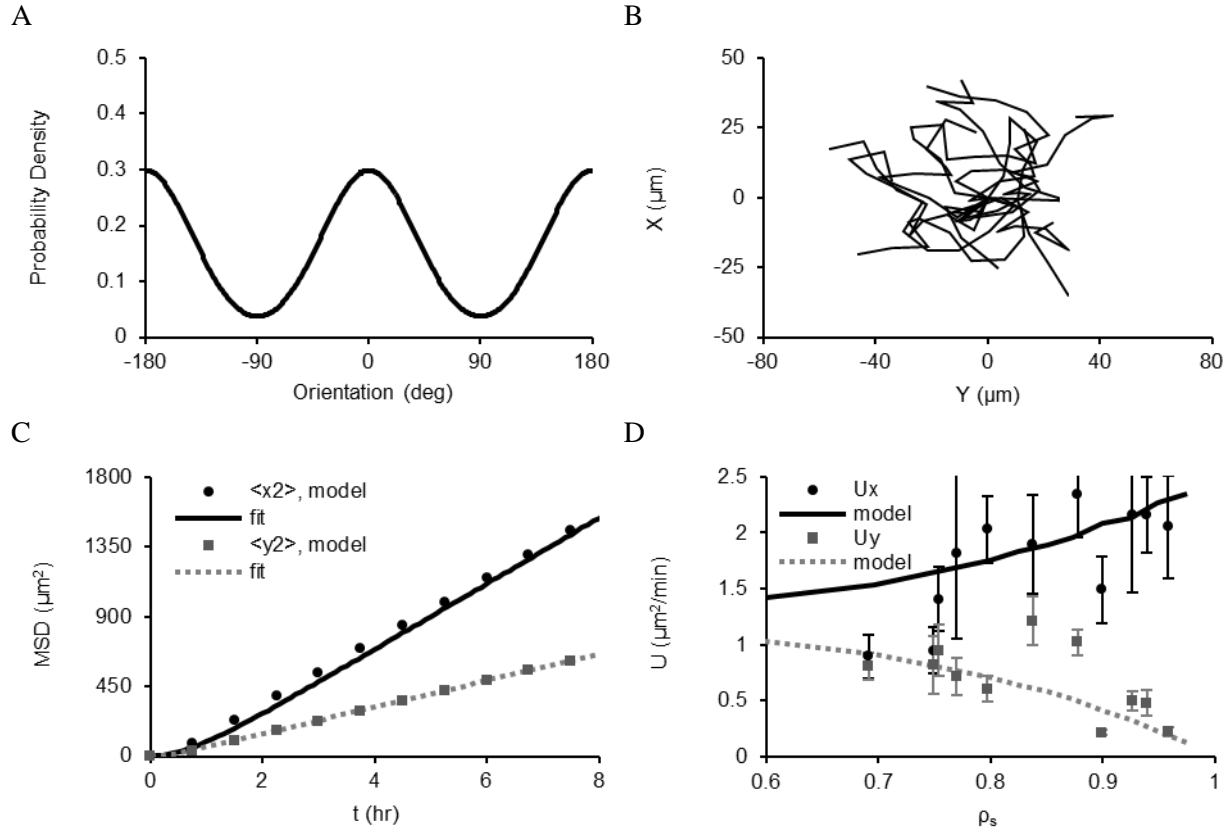 A
0.5
0.4
0.3
0.2
0.1
0
Probability Density
-180
-90
0
90
180
Orientation (deg)
B
50
25
0
-25
-50
X (µm)
-80
-40
0
40
80
Y (µm)
C
1800
1350
900
450
0
MSD (µm²)
<x2>, model
fit
<y2>, model
fit
0
2
4
6
8
t (hr)
D
2.5
2
1.5
1
0.5
0
U (µm²/min)
Ux
model
Uy
model
0.6
0.7
0.8
0.9
1
ρs